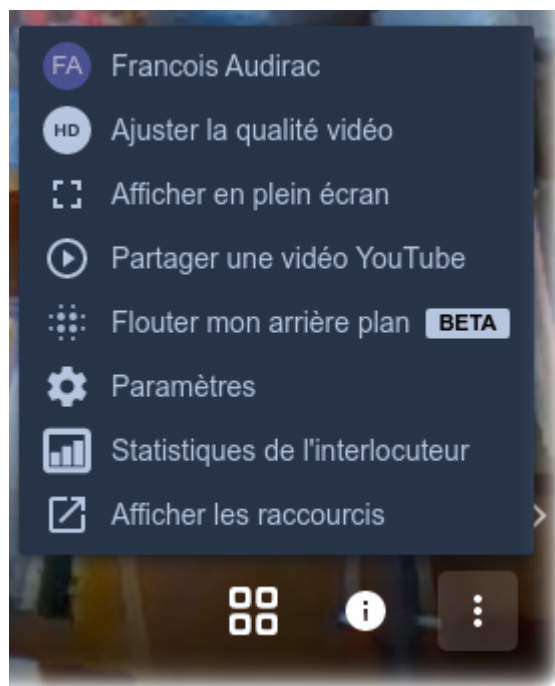 FA Francois Audirac
HD Ajuster la qualité vidéo
Afficher en plein écran
Partager une vidéo YouTube
Flouter mon arrière plan BETA
Paramètres
Statistiques de l'interlocuteur
Afficher les raccourcis